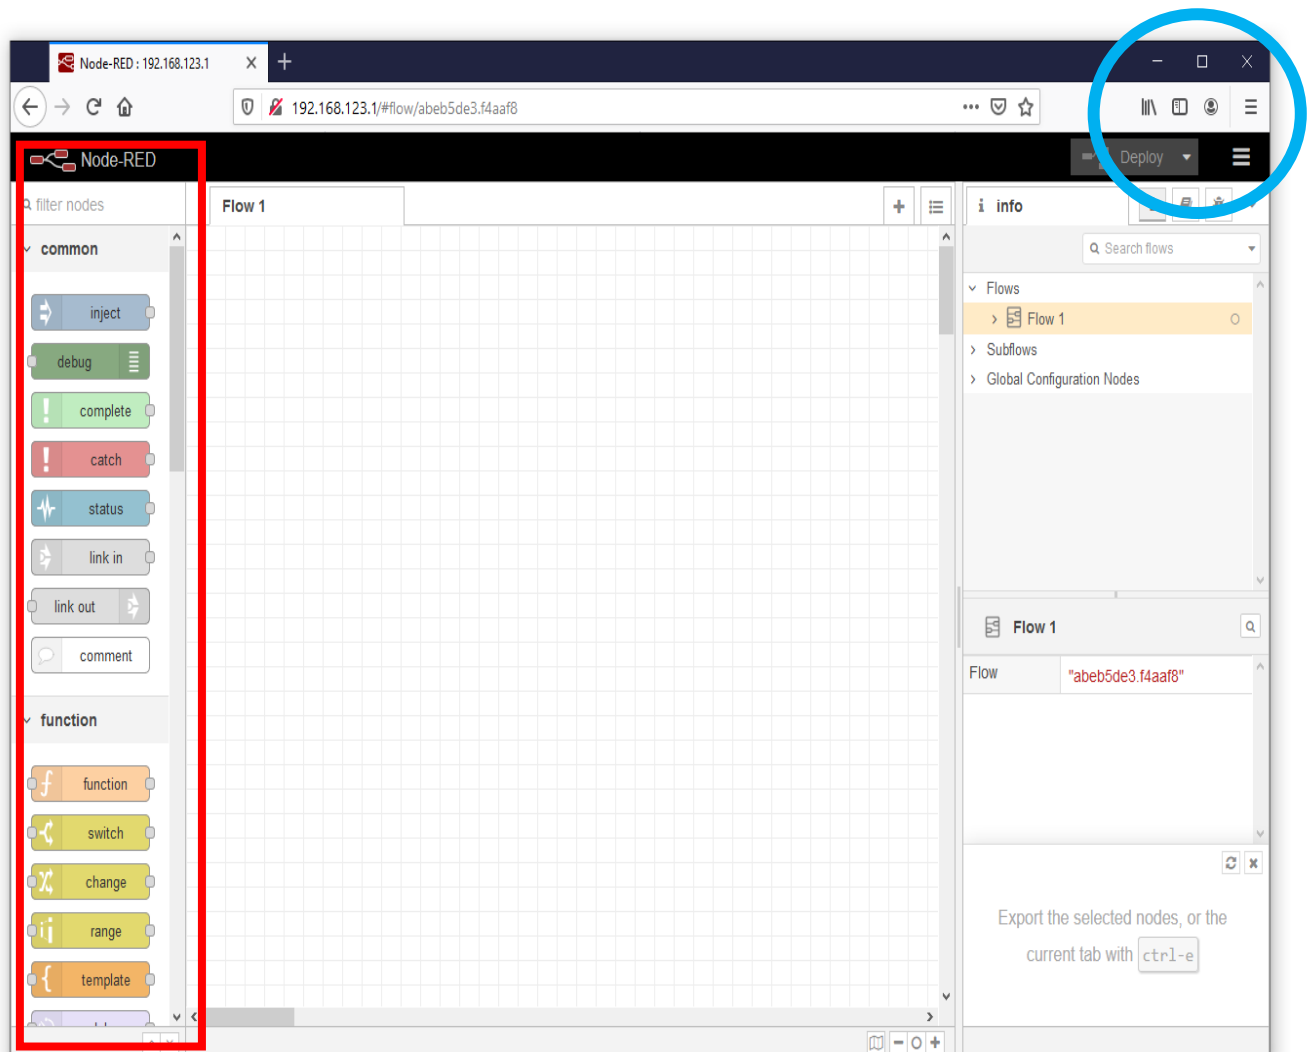 Node-RED : 192.168.123.1
192.168.123.1/#flow/abeb5de3.f4aaf8
Node-RED
Deploy
filter nodes
Flow 1
i info
common
Search flows
inject
Flows
Flow 1
debug
Subflows
Global Configuration Nodes
complete
catch
status
link in
link out
Flow 1
comment
Flow
"abeb5de3.f4aaf8"
function
function
switch
change
range
template
Export the selected nodes, or the
current tab with ctrl-e